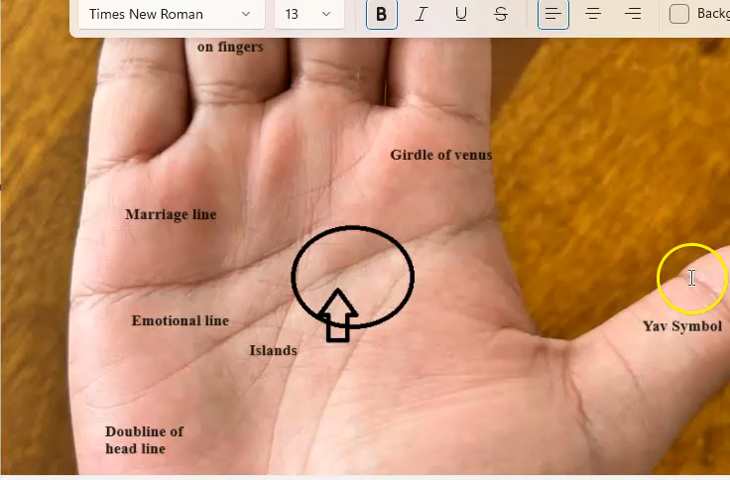 Times New Roman
13
B
I
U
S
on fingers
Girdle of venus
Marriage line
Emotional line
Yav Symbol
Islands
Doubline of
head line